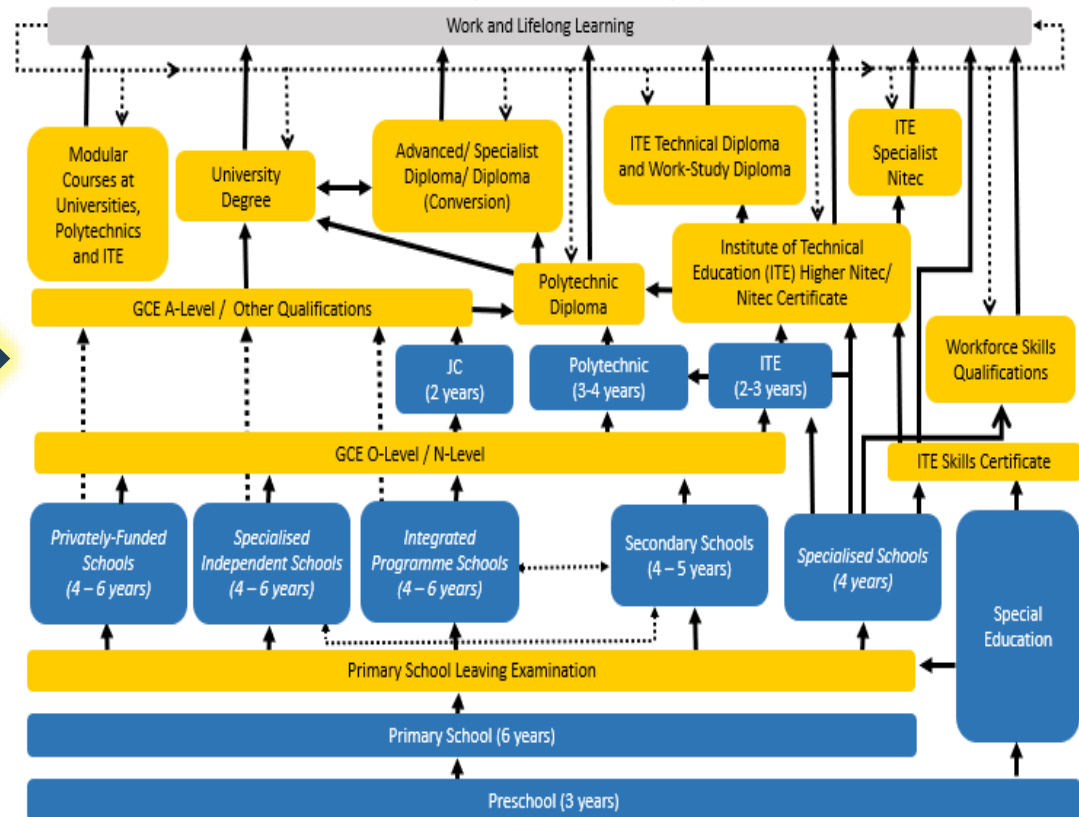 Work and Lifelong Learning
Modular
Courses at
Universities,
Polytechnics
and ITE
University
Degree
Advanced/ Specialist
Diploma/ Diploma
(Conversion)
ITE Technical Diploma
and Work-Study Diploma
ITE
Specialist
Nitec
Polytechnic
Diploma
Institute of Technical
Education (ITE) Higher Nitec/
Nitec Certificate
GCE A-Level / Other Qualifications
JC
(2 years)
Polytechnic
(3-4 years)
ITE
(2-3 years)
Workforce Skills
Qualifications
GCE O-Level / N-Level
ITE Skills Certificate
Privately-Funded
Schools
(4 – 6 years)
Specialised
Independent Schools
(4 – 6 years)
Integrated
Programme Schools
(4 – 6 years)
Secondary Schools
(4 – 5 years)
Specialised Schools
(4 years)
Special
Education
Primary School Leaving Examination
Primary School (6 years)
Preschool (3 years)